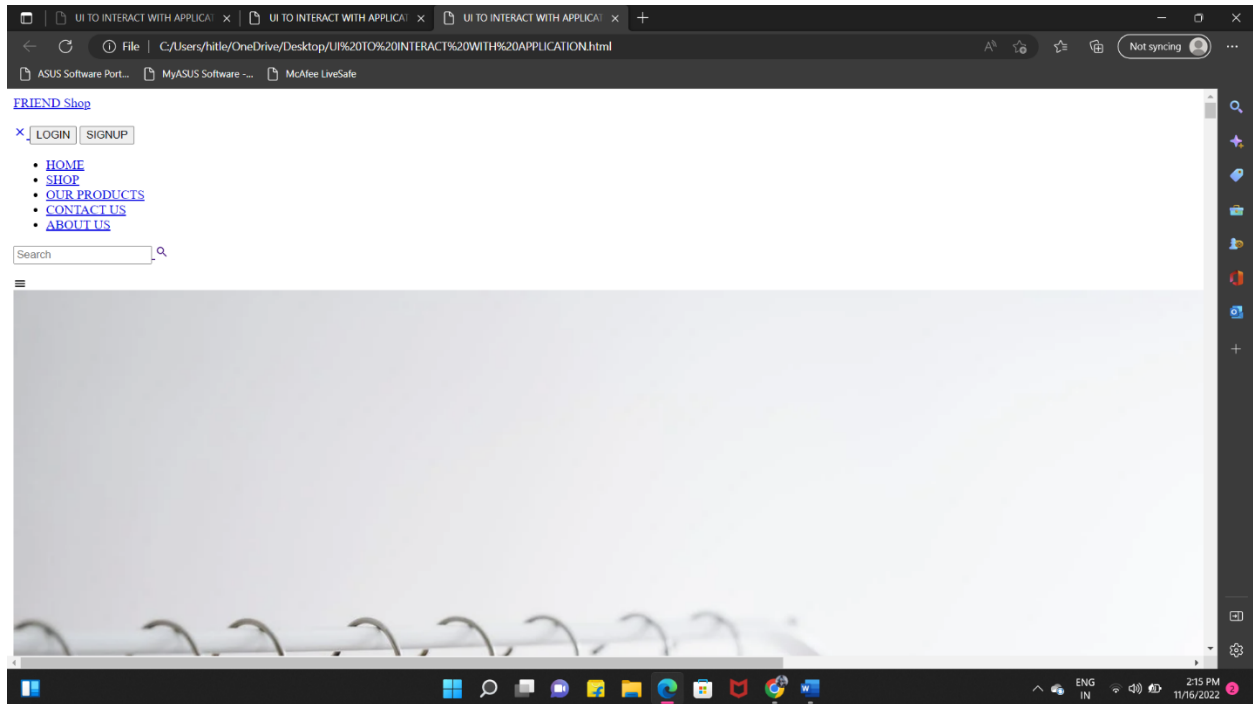 UI TO INTERACT WITH APPLICAT
UI TO INTERACT WITH APPLICAT
UI TO INTERACT WITH APPLICAT
File
C:/Users/hitle/OneDrive/Desktop/UI%20TO%20INTERACT%20WITH%20APPLICATION.html
Not syncing
ASUS Software Port...
MyASUS Software -...
McAfee LiveSafe
FRIEND Shop
LOGIN SIGNUP
HOME
SHOP
OUR PRODUCTS
CONTACT US
ABOUT US
Search
ENG
IN
2:15 PM
11/16/2022
2